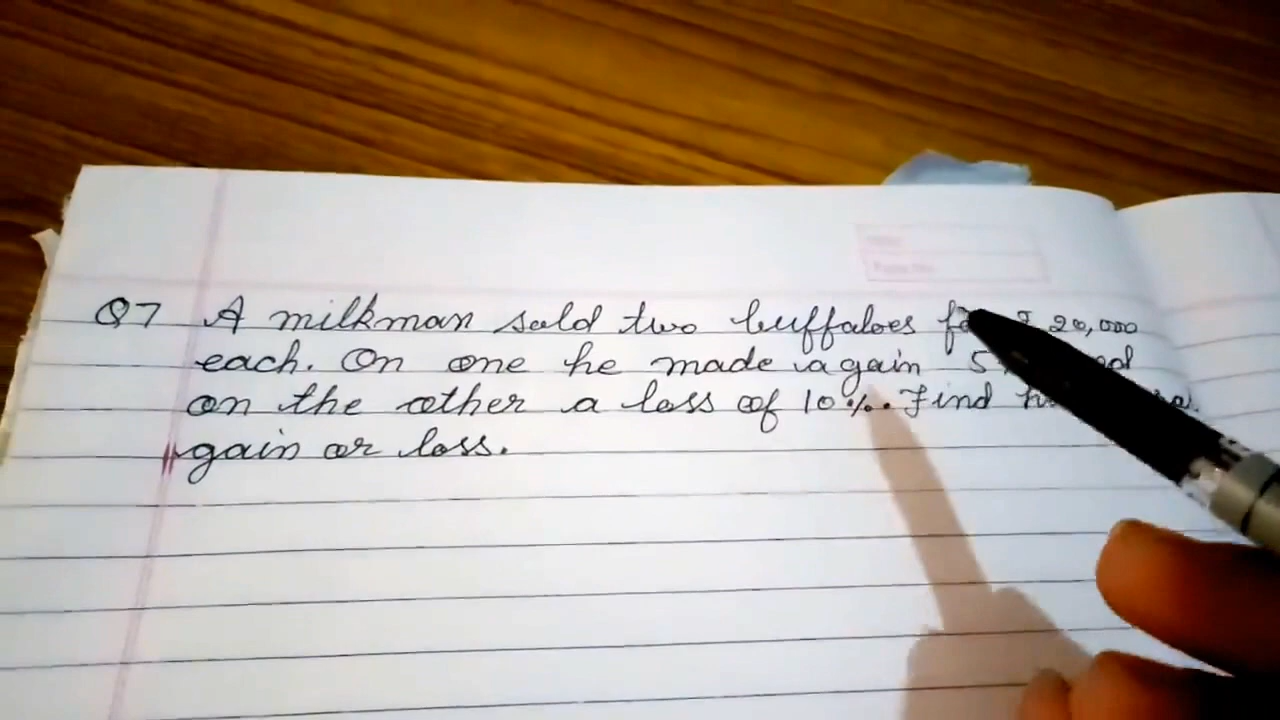 Q7 A milkman sold two buffaloes ₹ 20,000
each. On one he made a gain 5
on the other a loss of 10%. Find
gain or loss.